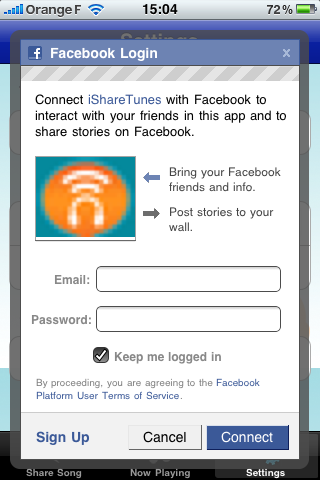 Orange F 15:04 72%
Settings
Facebook Login x
Connect iShareTunes with Facebook to
interact with your friends in this app and to
share stories on Facebook.
Bring your Facebook
friends and info.
Post stories to your
wall.
Email:
Password:
Keep me logged in
By proceeding, you are agreeing to the Facebook
Platform User Terms of Service.
Sign Up Cancel Connect
Share Song Now Playing Settings